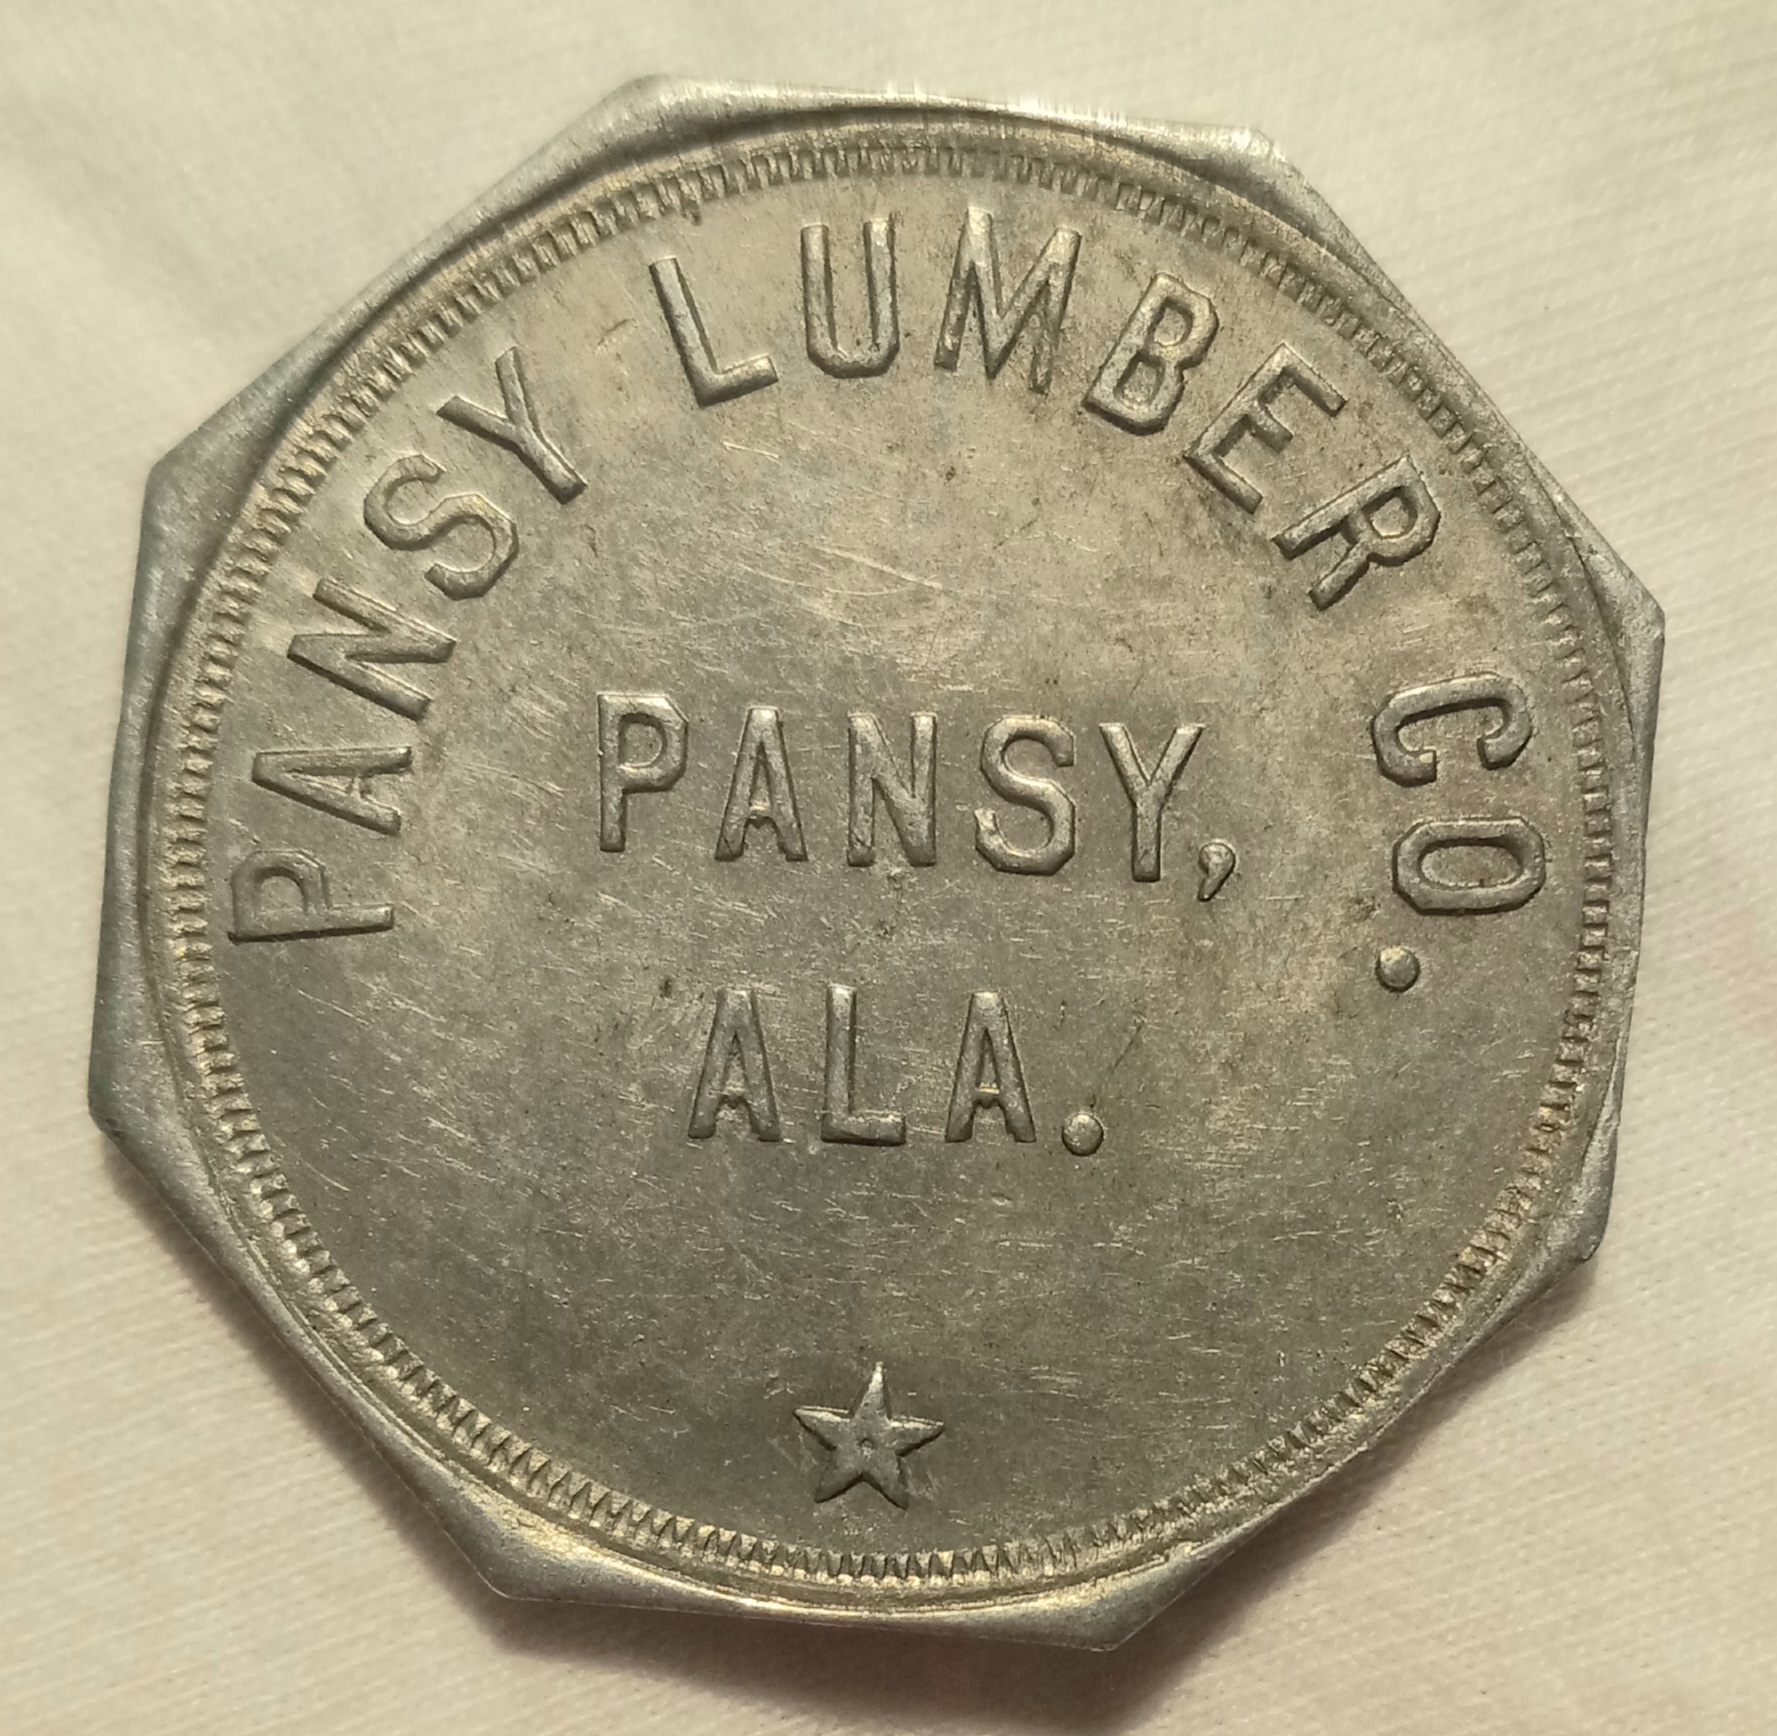 PANSY LUMBER CO.
PANSY,
ALA.